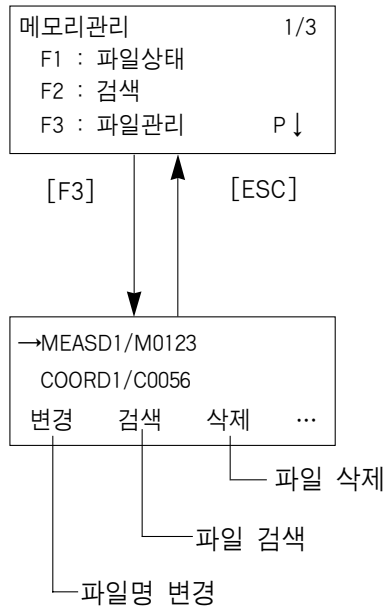 메모리관리 1/3
F1 : 파일상태
F2 : 검색
F3 : 파일관리 P↓
[F3] [ESC]
→MEASD1/M0123
COORD1/C0056
변경 검색 삭제 …
파일 삭제
파일 검색
파일명 변경